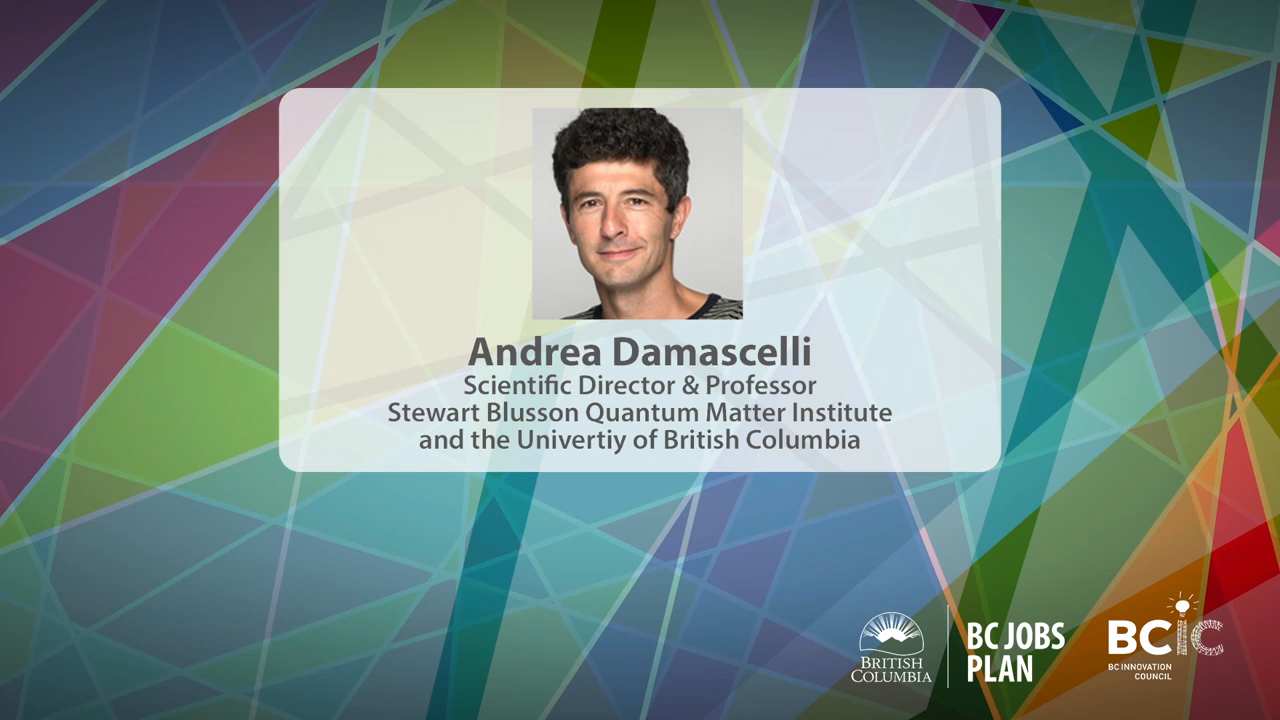 Andrea Damascelli
Scientific Director & Professor
Stewart Blusson Quantum Matter Institute
and the Univertiy of British Columbia
BRITISH
COLUMBIA
BC JOBS
PLAN
BCIC
BC INNOVATION
COUNCIL